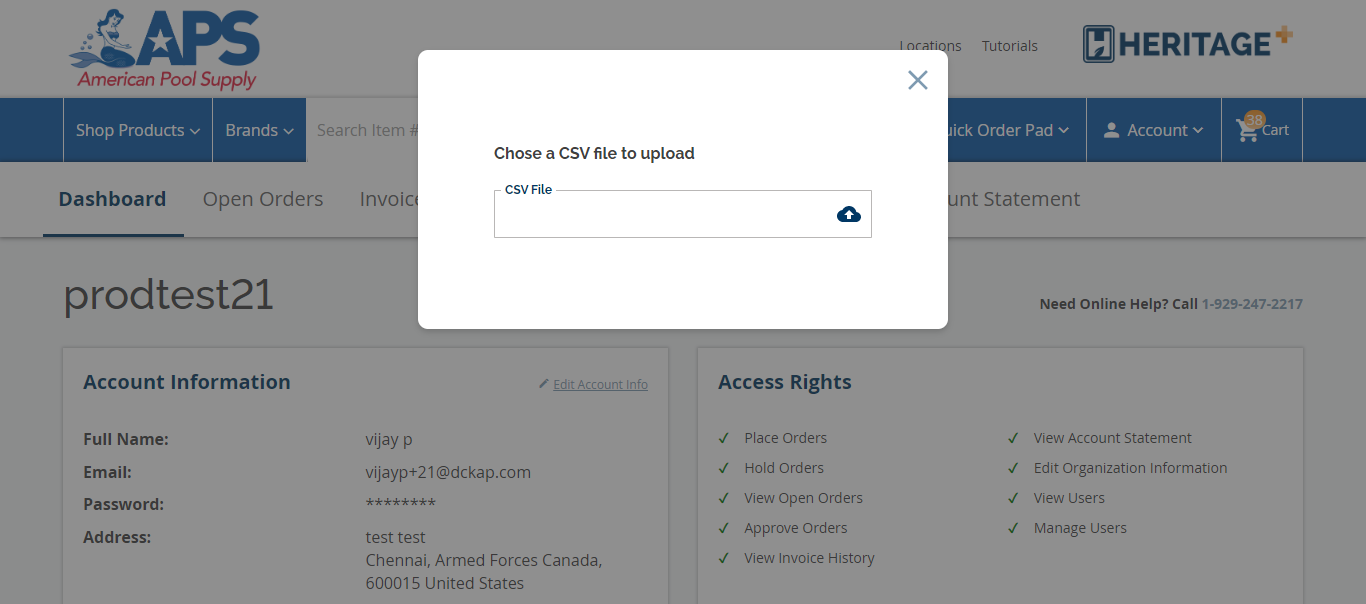 APS
American Pool Supply
Locations Tutorials
HERITAGE+
Shop Products Brands Search Item # Order Pad Account 38 Cart
Dashboard Open Orders Account Statement
Chose a CSV file to upload
CSV File
prodtest21
Need Online Help? Call 1-929-247-2217
Account Information Edit Account Info
Full Name: vijay p
Email: vijayp+21@dckap.com
Password: ********
Address: test test
Chennai, Armed Forces Canada,
600015 United States
Access Rights
Place Orders View Account Statement
Hold Orders Edit Organization Information
View Open Orders View Users
Approve Orders Manage Users
View Invoice History